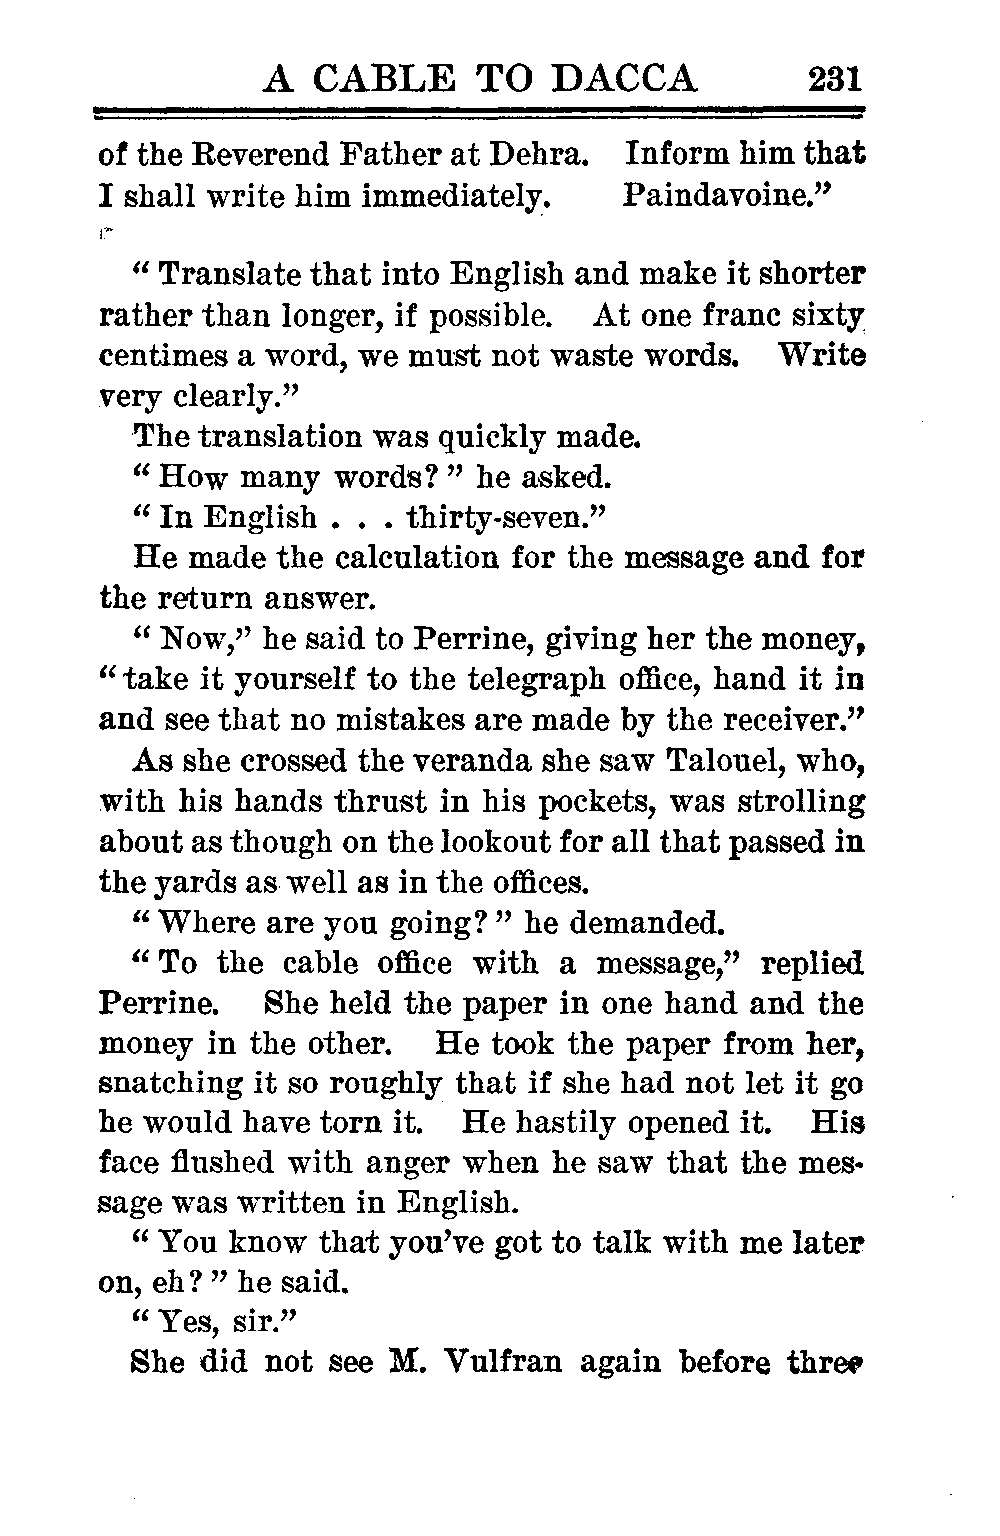 A CABLE TO DACCA 231
of the Reverend Father at Dehra. Inform him that
I shall write him immediately. Paindavoine.”
“ Translate that into English and make it shorter
rather than longer, if possible. At one franc sixty
centimes a word, we must not waste words. Write
very clearly.”
The translation was quickly made.
“ How many words? ” he asked.
“ In English . . . thirty-seven.”
He made the calculation for the message and for
the return answer.
“ Now,” he said to Perrine, giving her the money,
“ take it yourself to the telegraph office, hand it in
and see that no mistakes are made by the receiver.”
As she crossed the veranda she saw Talouel, who,
with his hands thrust in his pockets, was strolling
about as though on the lookout for all that passed in
the yards as well as in the offices.
“ Where are you going? ” he demanded.
“ To the cable office with a message,” replied
Perrine. She held the paper in one hand and the
money in the other. He took the paper from her,
snatching it so roughly that if she had not let it go
he would have torn it. He hastily opened it. His
face flushed with anger when he saw that the mes-
sage was written in English.
“ You know that you’ve got to talk with me later
on, eh? ” he said.
“ Yes, sir.”
She did not see M. Vulfran again before three